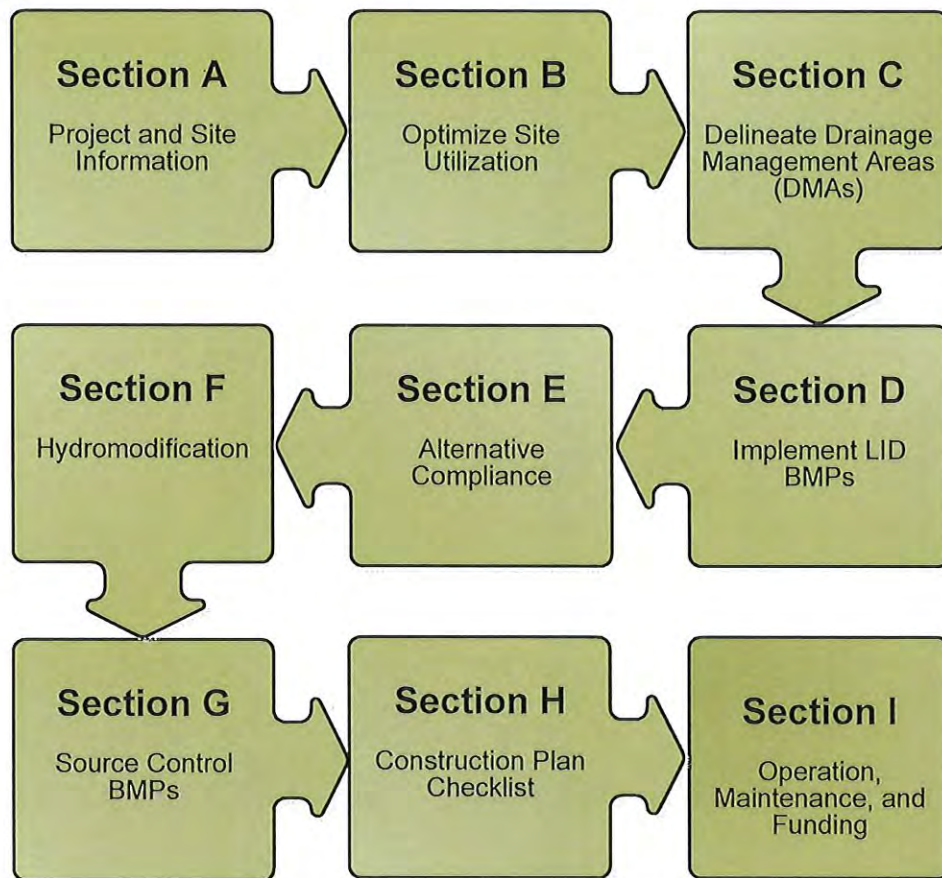 Section A
Project and Site
Information
Section B
Optimize Site
Utilization
Section C
Delineate Drainage
Management Areas
(DMAs)
Section D
Implement LID
BMPs
Section E
Alternative
Compliance
Section F
Hydromodification
Section G
Source Control
BMPs
Section H
Construction Plan
Checklist
Section I
Operation,
Maintenance, and
Funding